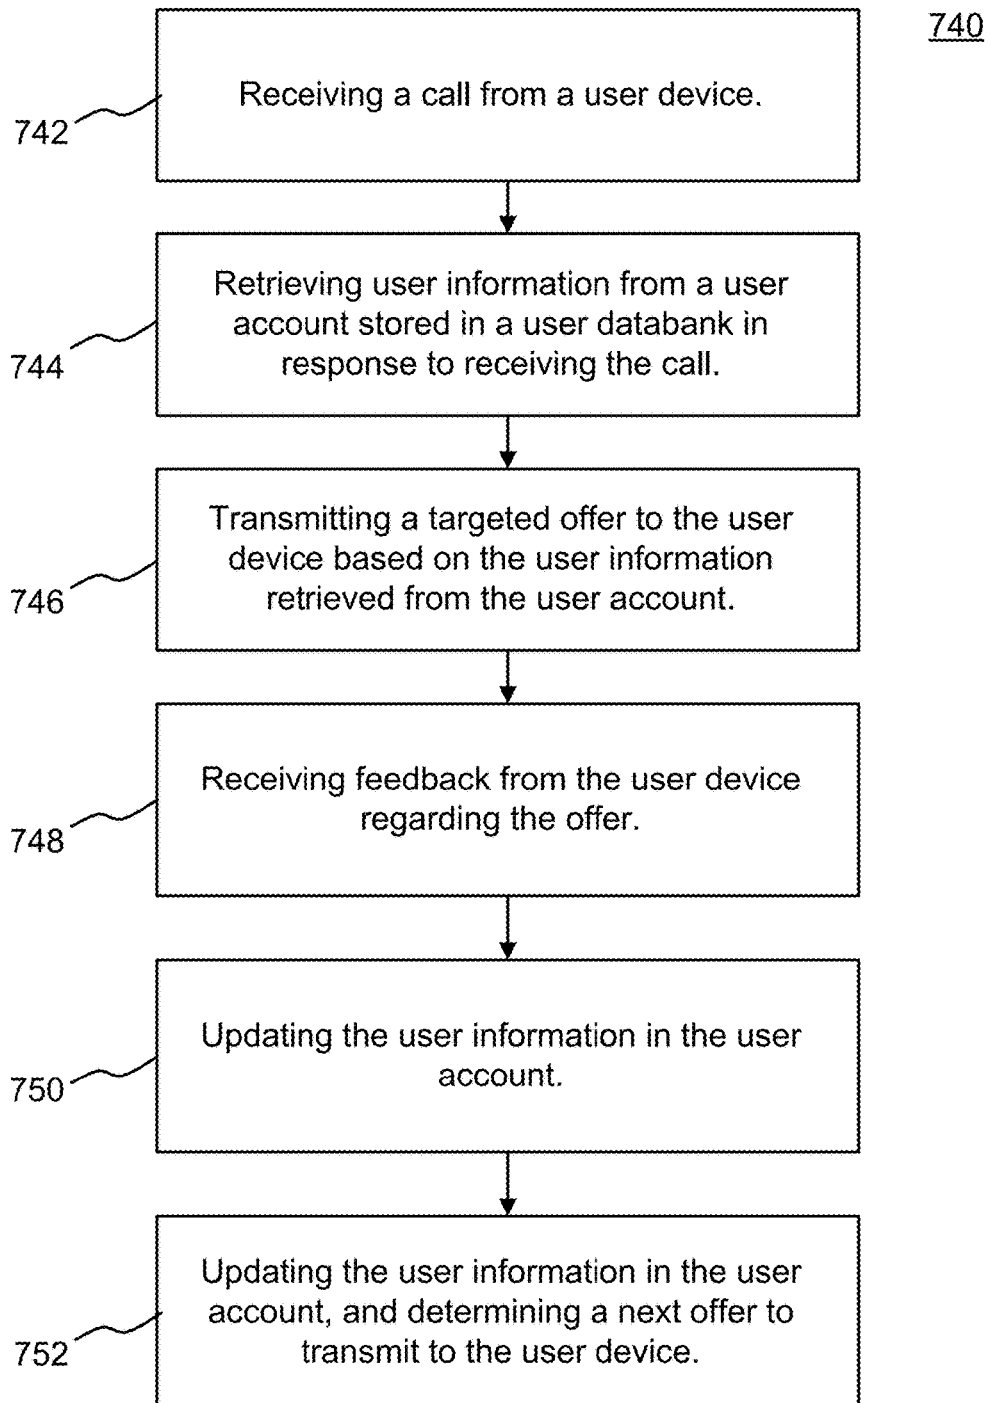 740
Receiving a call from a user device.
742
Retrieving user information from a user
account stored in a user databank in
response to receiving the call.
744
Transmitting a targeted offer to the user
device based on the user information
retrieved from the user account.
746
Receiving feedback from the user device
regarding the offer.
748
Updating the user information in the user
account.
750
Updating the user information in the user
account, and determining a next offer to
transmit to the user device.
752